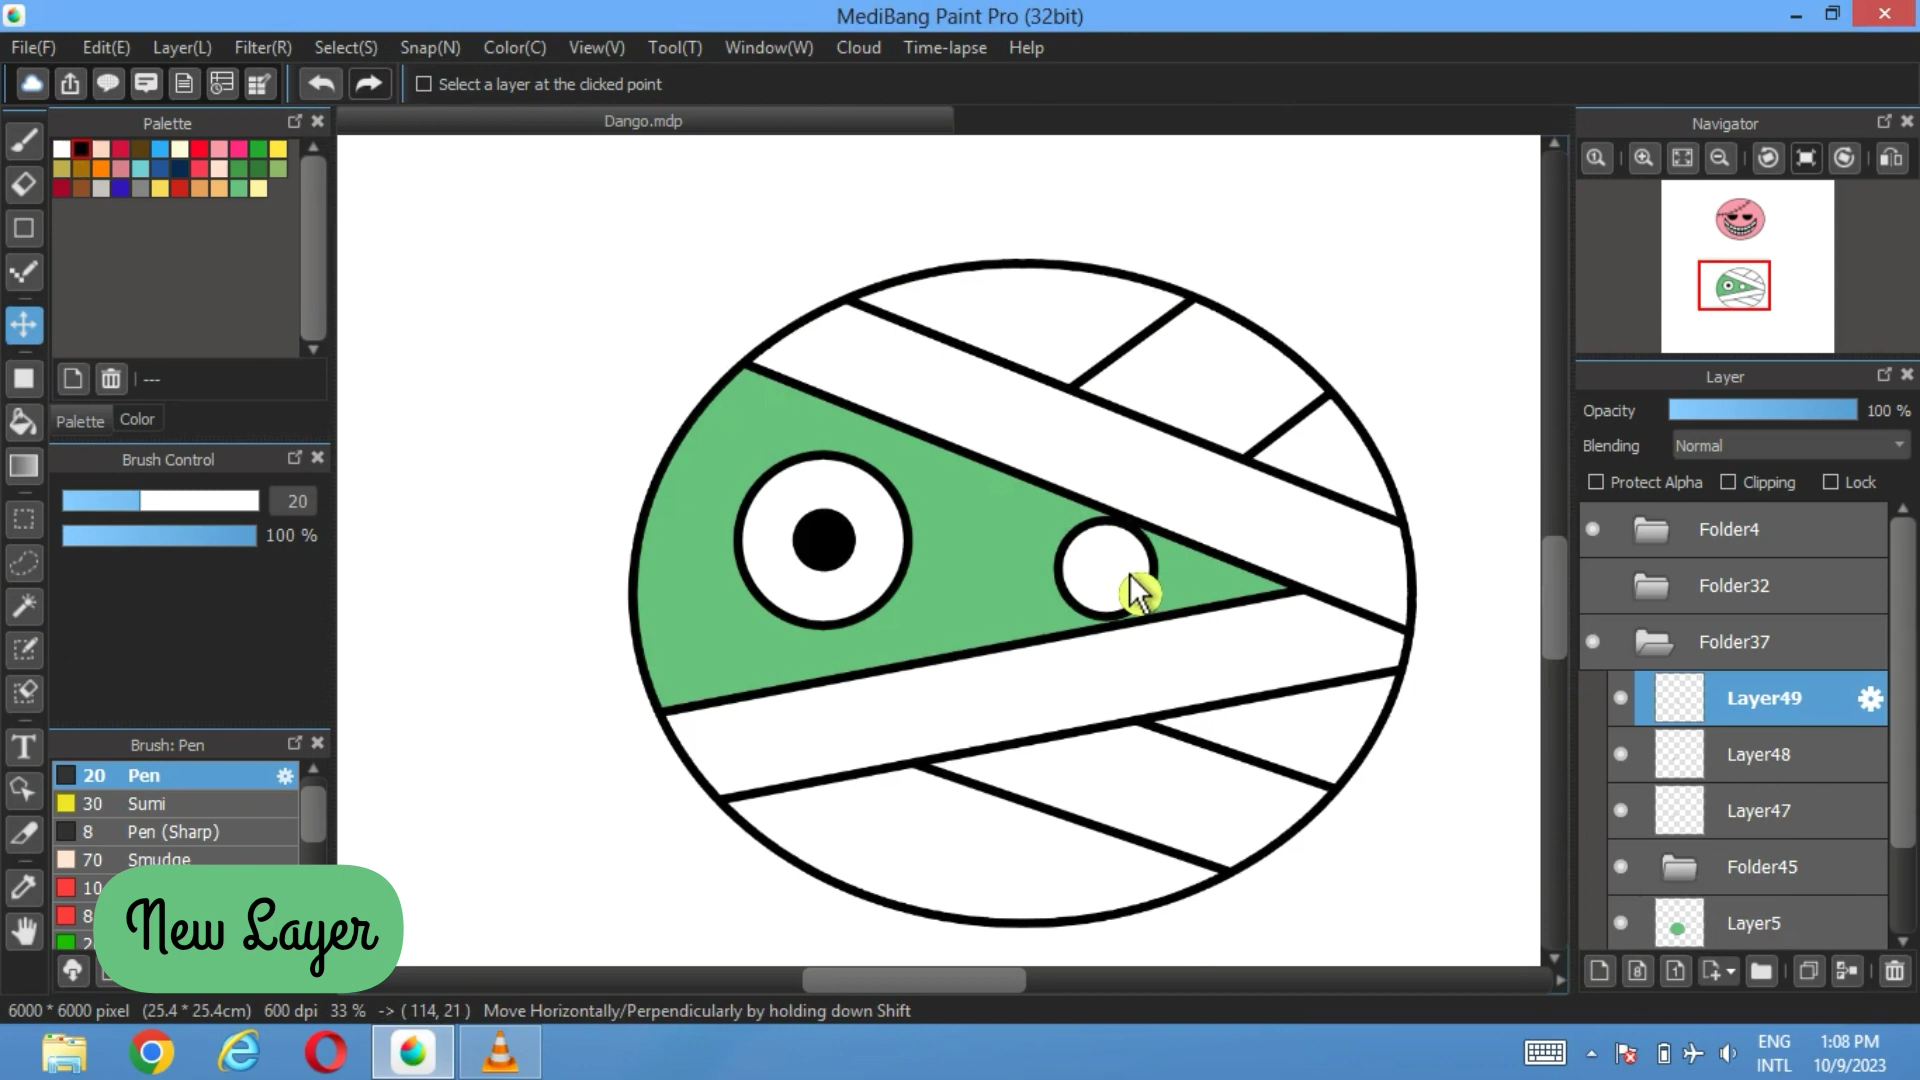 MediBang Paint Pro (32bit)
File(F) Edit(E) Layer(L) Filter(R) Select(S) Snap(N) Color(C) View(V) Tool(T) Window(W) Cloud Time-lapse Help
Select a layer at the clicked point
Palette
Dango.mdp
Navigator
---
Palette Color
Brush Control
20
100 %
Layer
Opacity 100 %
Blending Normal
Protect Alpha Clipping Lock
Folder4
Folder32
Folder37
Layer49
Layer48
Layer47
Folder45
Layer5
Brush: Pen
20 Pen
30 Sumi
8 Pen (Sharp)
70 Smudge
10
8
2
New Layer
6000 * 6000 pixel (25.4 * 25.4cm) 600 dpi 33 % -> ( 114, 21 ) Move Horizontally/Perpendicularly by holding down Shift
ENG
INTL
1:08 PM
10/9/2023